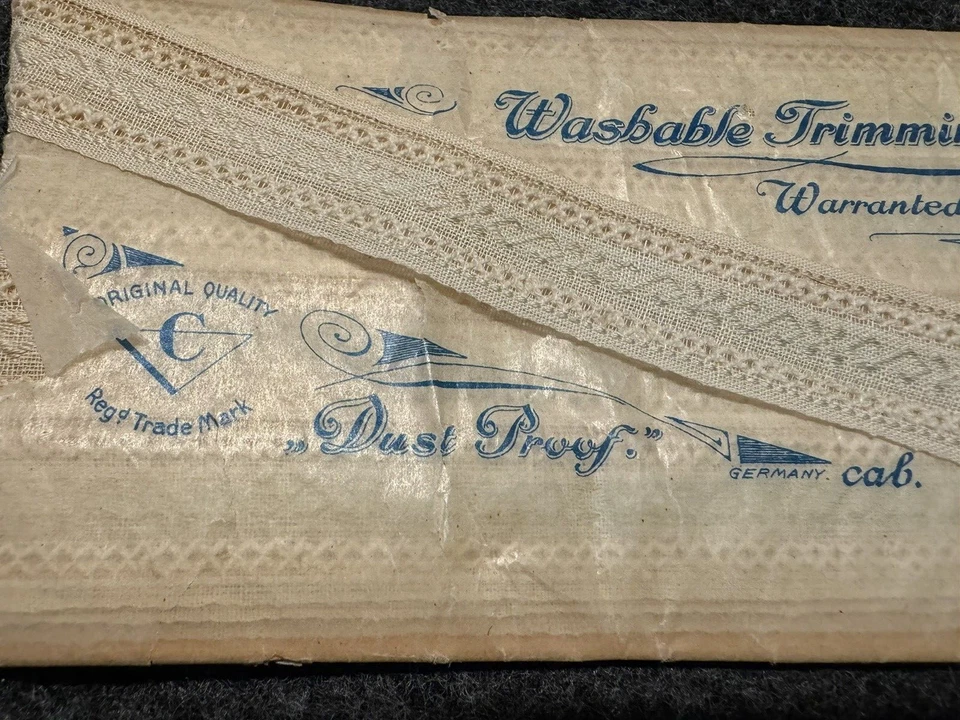 Washable Trimmin
Warranted
ORIGINAL QUALITY
C
Regd Trade Mark
„Dust Proof.”
GERMANY. cab.